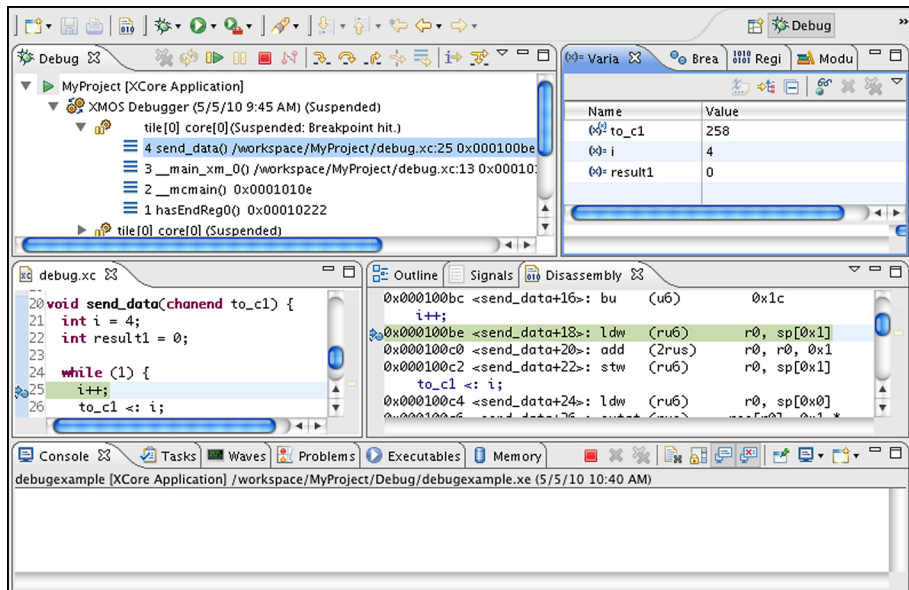 Debug
»
Debug
MyProject [XCore Application]
XMOS Debugger (5/5/10 9:45 AM) (Suspended)
tile[0] core[0](Suspended: Breakpoint hit.)
4 send_data() /workspace/MyProject/debug.xc:25 0x000100be
3 __main_xm_0() /workspace/MyProject/debug.xc:13 0x00010:
2 __mcmain() 0x0001010e
1 hasEndReg0() 0x00010222
tile[0] core[0] (Suspended)
(x)= Varia
Brea
1010 0101 Regi
Modu
Name Value
to_c1 258
(x)= i 4
(x)= result1 0
debug.xc
20 void send_data(chanend to_c1) {
21 int i = 4;
22 int result1 = 0;
23
24 while (1) {
25 i++;
26 to_c1 <: i;
Outline Signals Disassembly
0x000100bc <send_data+16>: bu (u6) 0x1c
i++;
0x000100be <send_data+18>: ldw (ru6) r0, sp[0x1]
0x000100c0 <send_data+20>: add (2rus) r0, r0, 0x1
0x000100c2 <send_data+22>: stw (ru6) r0, sp[0x1]
to_c1 <: i;
0x000100c4 <send_data+24>: ldw (ru6) r0, sp[0x0]
Console Tasks Waves Problems Executables Memory
debugexample [XCore Application] /workspace/MyProject/Debug/debugexample.xe (5/5/10 10:40 AM)